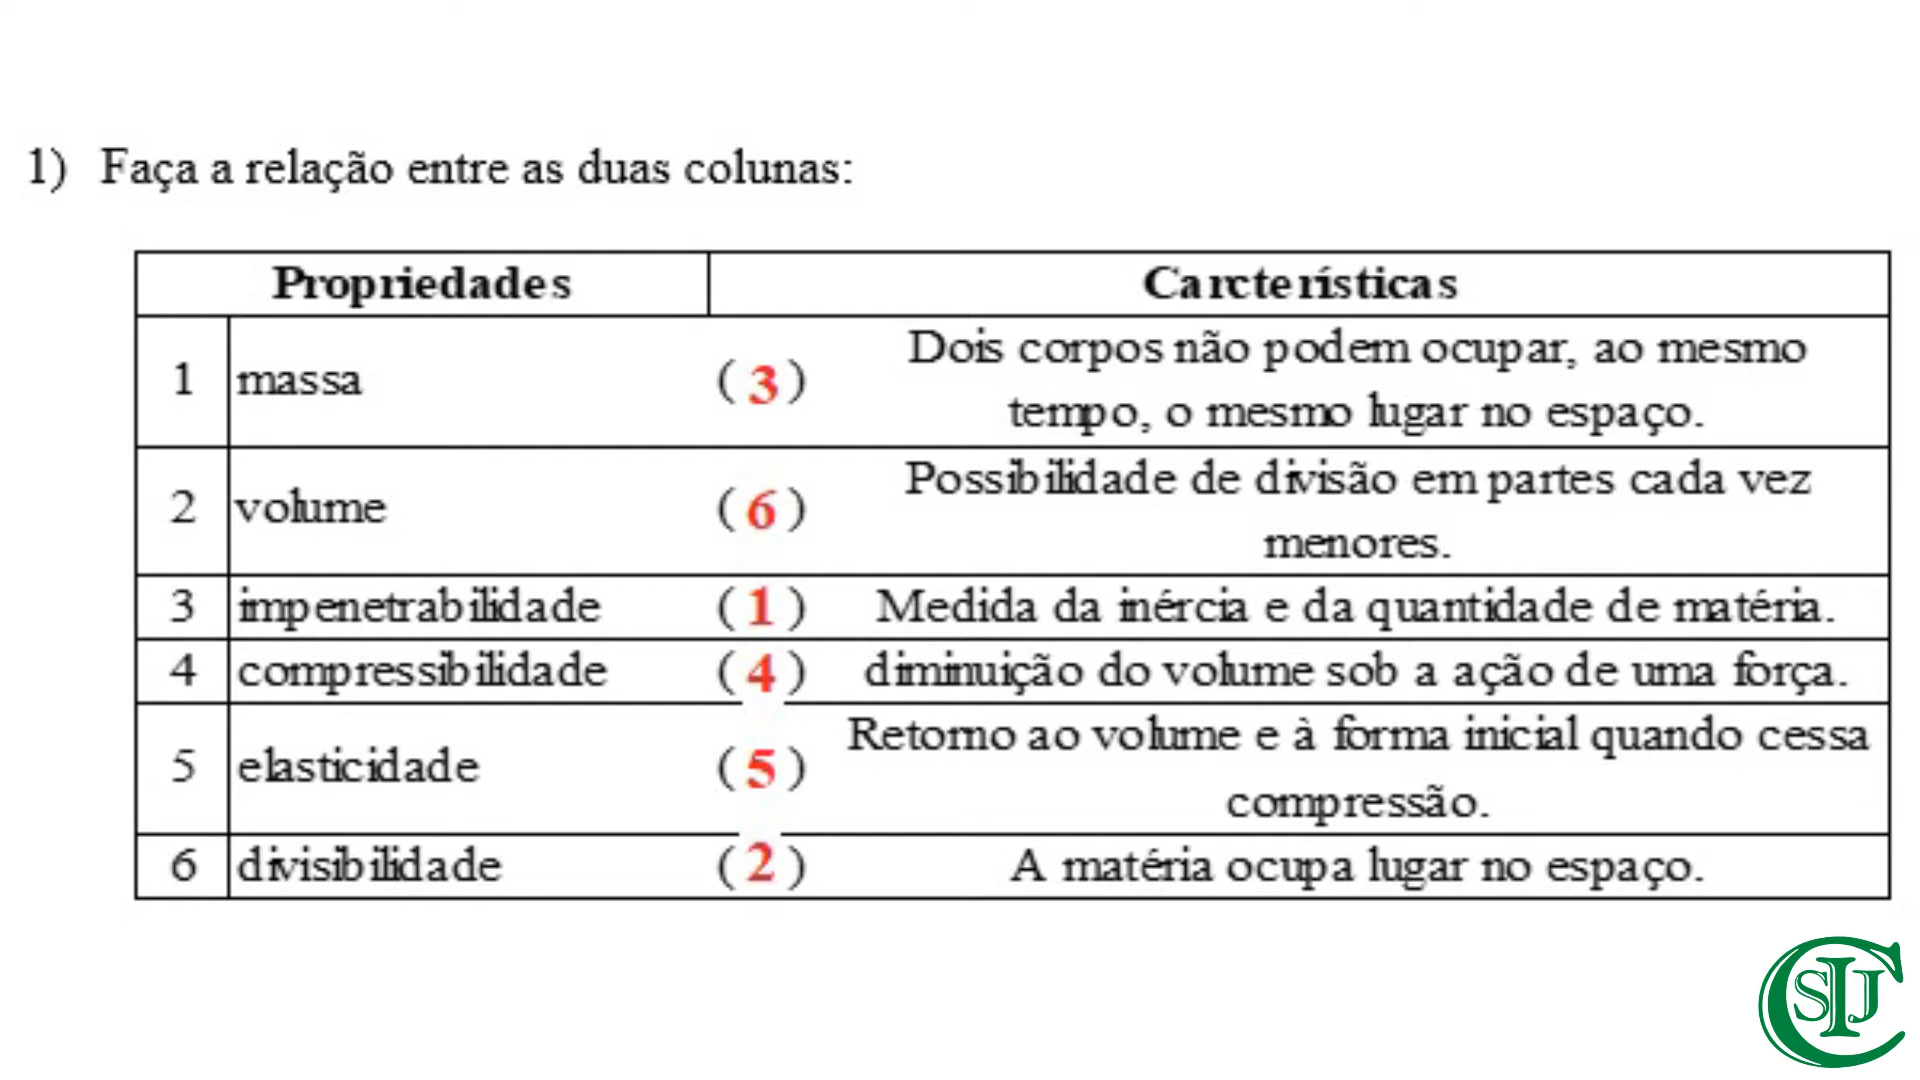 1) Faça a relação entre as duas colunas:
Propriedades Carcterísticas
1 massa (3) Dois corpos não podem ocupar, ao mesmo
tempo, o mesmo lugar no espaço.
2 volume (6) Possibilidade de divisão em partes cada vez
menores.
3 impenetrabilidade (1) Medida da inércia e da quantidade de matéria.
4 compressibilidade (4) diminuição do volume sob a ação de uma força.
5 elasticidade (5) Retorno ao volume e à forma inicial quando cessa
compressão.
6 divisibilidade (2) A matéria ocupa lugar no espaço.
CSIJ